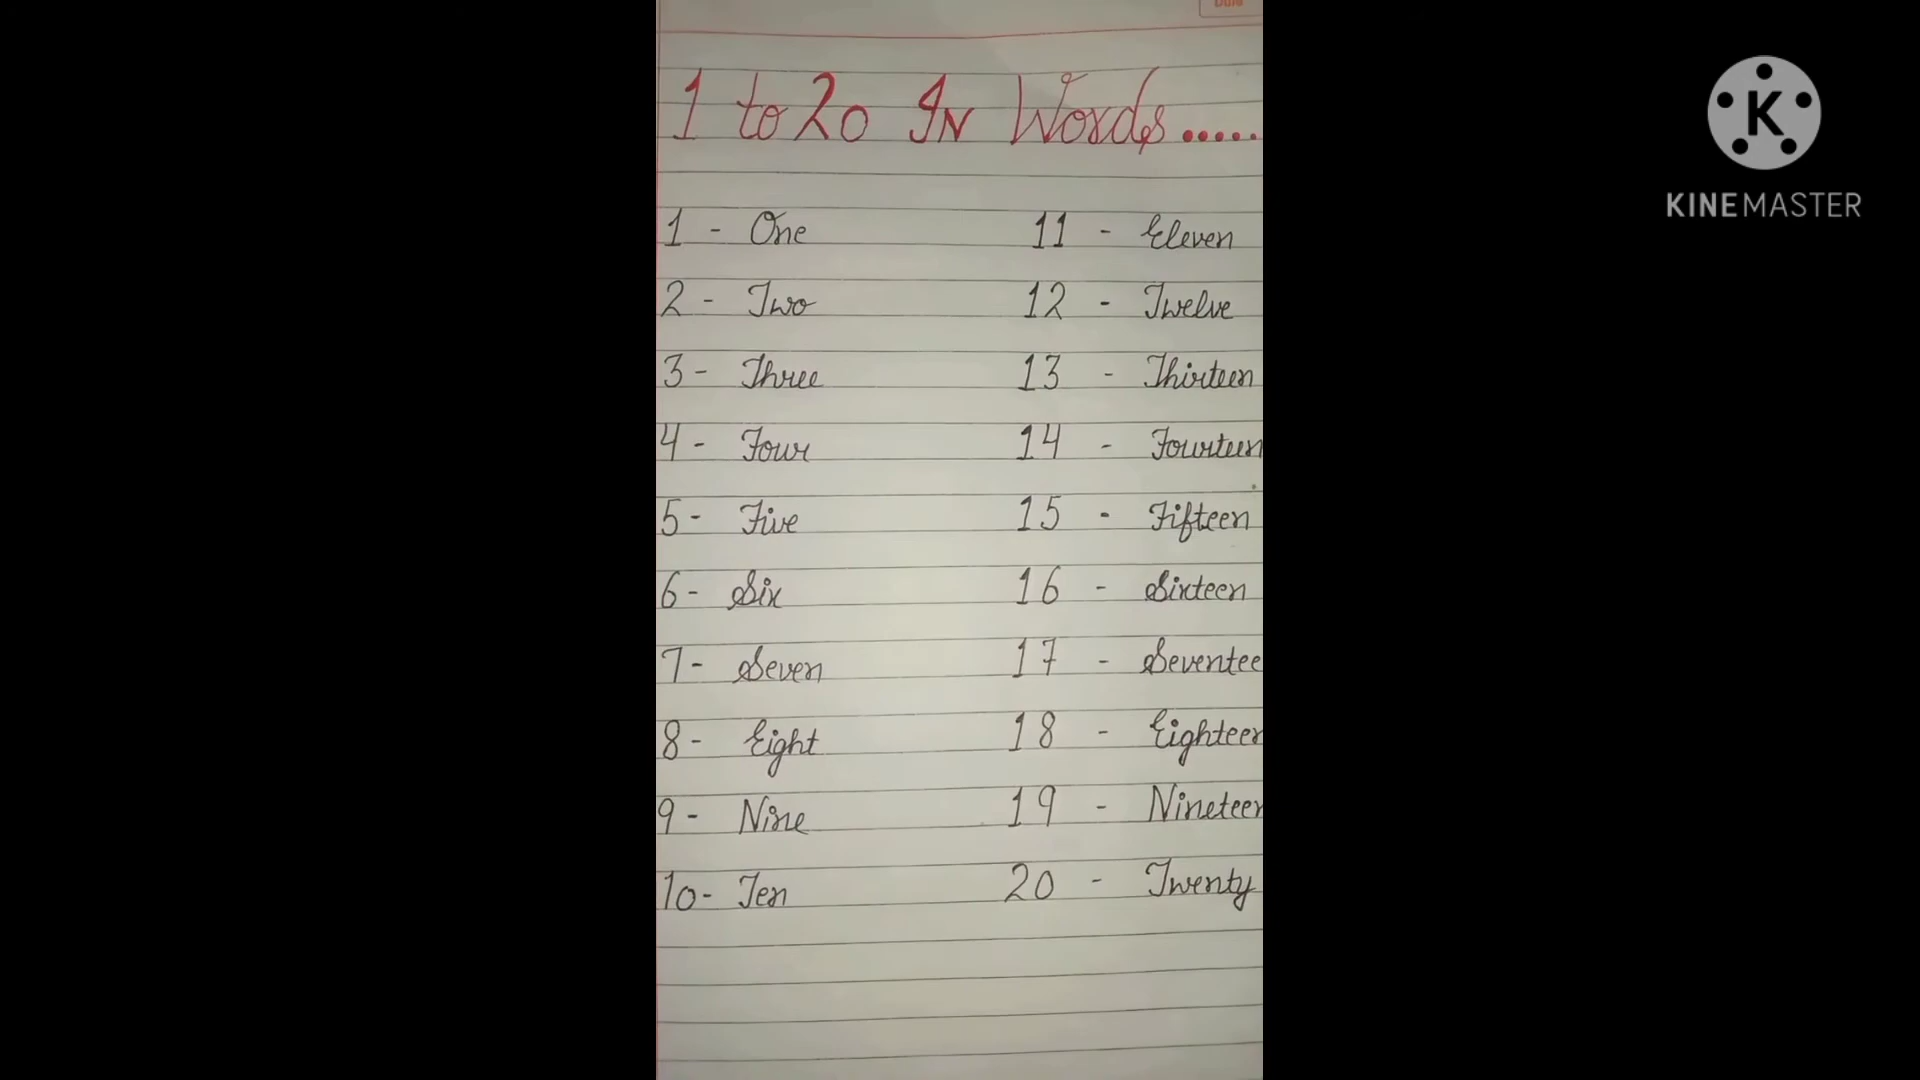 Date
1 to 20 In Words.....
1 - One 11 - Eleven
2 - Two 12 - Twelve
3 - Three 13 - Thirteen
4 - Four 14 - Fourteen
5 - Five 15 - Fifteen
6 - Six 16 - Sixteen
7 - Seven 17 - Seventee
8 - Eight 18 - Eighteen
9 - Nine 19 - Nineteen
10 - Ten 20 - Twenty
K
KINEMASTER